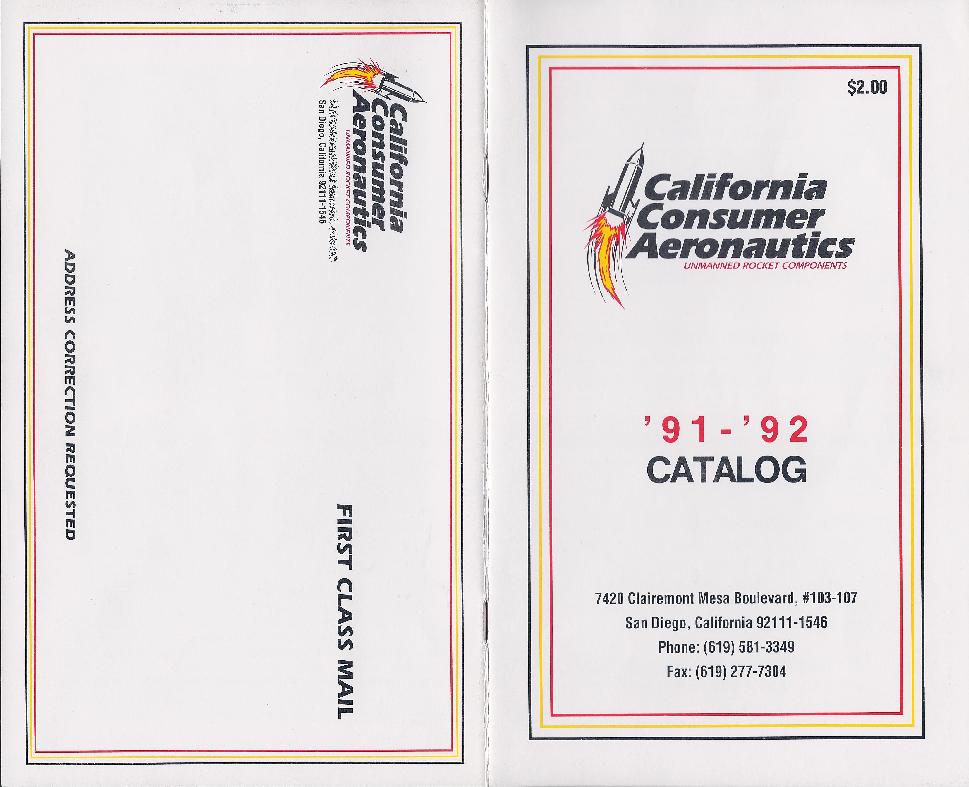 California
Consumer
Aeronautics
UNMANNED ROCKET COMPONENTS
San Diego, California 92111-1546
ADDRESS CORRECTION REQUESTED
FIRST CLASS MAIL
$2.00
California
Consumer
Aeronautics
UNMANNED ROCKET COMPONENTS
'91-'92
CATALOG
7420 Clairemont Mesa Boulevard, #103-107
San Diego, California 92111-1546
Phone: (619) 581-3349
Fax: (619) 277-7304